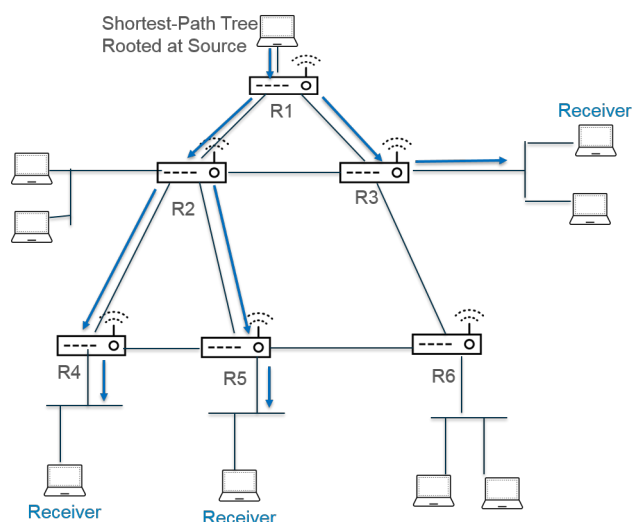 Shortest-Path Tree
Rooted at Source
R1
Receiver
R2
R3
R4
R5
R6
Receiver
Receiver